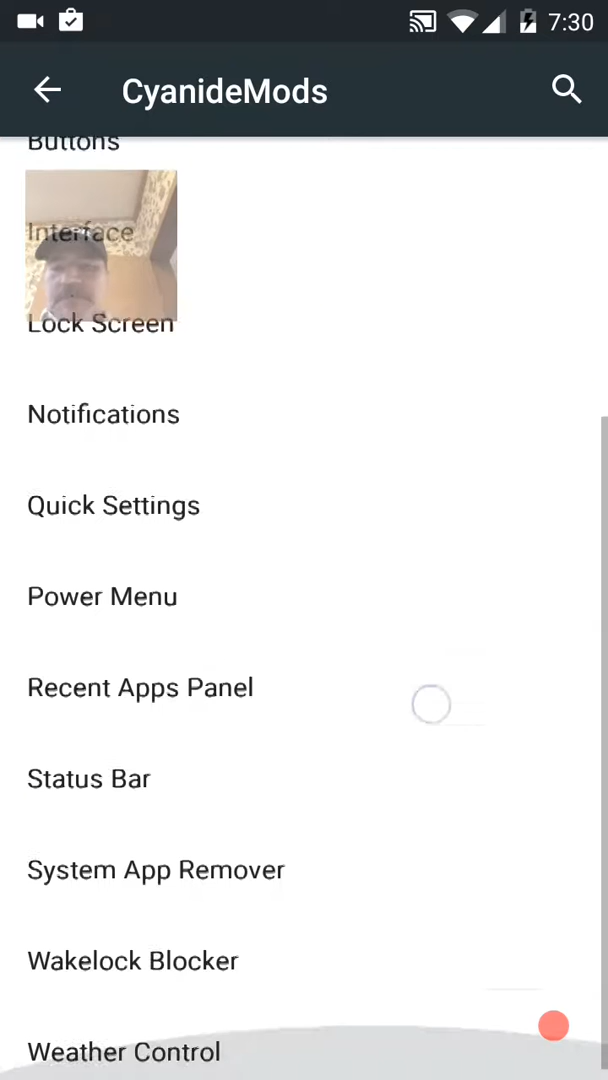 7:30
CyanideMods
Buttons
Interface
Lock Screen
Notifications
Quick Settings
Power Menu
Recent Apps Panel
Status Bar
System App Remover
Wakelock Blocker
Weather Control